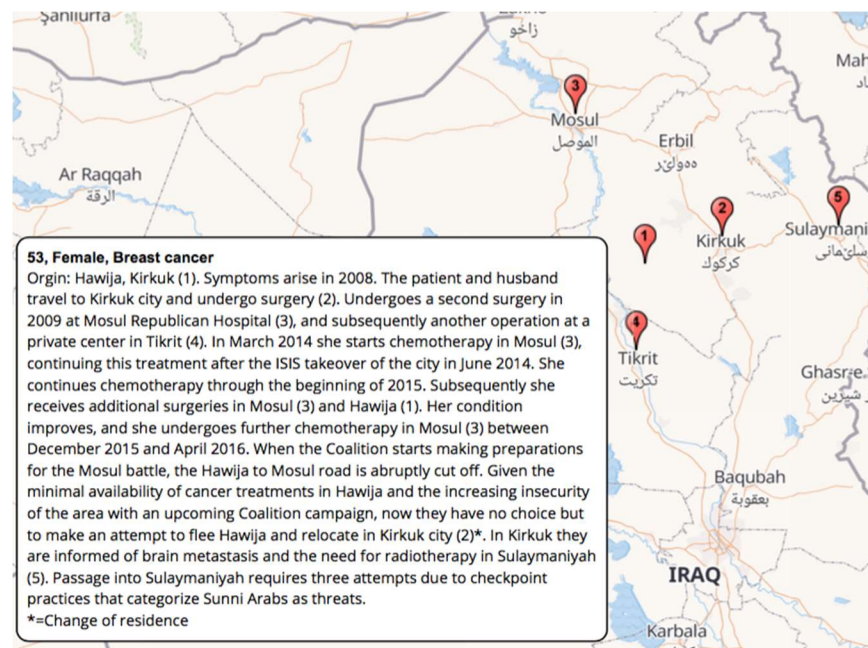 Şanlıurfa
زاخو
Mah
3
Mosul
الموصل
Erbil
ھەولێر
Ar Raqqah
الرقة
5
2
1
Sulaymani
سلێمانی
Kirkuk
كركوك
4
Tikrit
تكريت
Ghasr-e
شیرین
Baqubah
بعقوبة
IRAQ
Karbala
53, Female, Breast cancer
Orgin: Hawija, Kirkuk (1). Symptoms arise in 2008. The patient and husband
travel to Kirkuk city and undergo surgery (2). Undergoes a second surgery in
2009 at Mosul Republican Hospital (3), and subsequently another operation at a
private center in Tikrit (4). In March 2014 she starts chemotherapy in Mosul (3),
continuing this treatment after the ISIS takeover of the city in June 2014. She
continues chemotherapy through the beginning of 2015. Subsequently she
receives additional surgeries in Mosul (3) and Hawija (1). Her condition
improves, and she undergoes further chemotherapy in Mosul (3) between
December 2015 and April 2016. When the Coalition starts making preparations
for the Mosul battle, the Hawija to Mosul road is abruptly cut off. Given the
minimal availability of cancer treatments in Hawija and the increasing insecurity
of the area with an upcoming Coalition campaign, now they have no choice but
to make an attempt to flee Hawija and relocate in Kirkuk city (2)*. In Kirkuk they
are informed of brain metastasis and the need for radiotherapy in Sulaymaniyah
(5). Passage into Sulaymaniyah requires three attempts due to checkpoint
practices that categorize Sunni Arabs as threats.
*=Change of residence